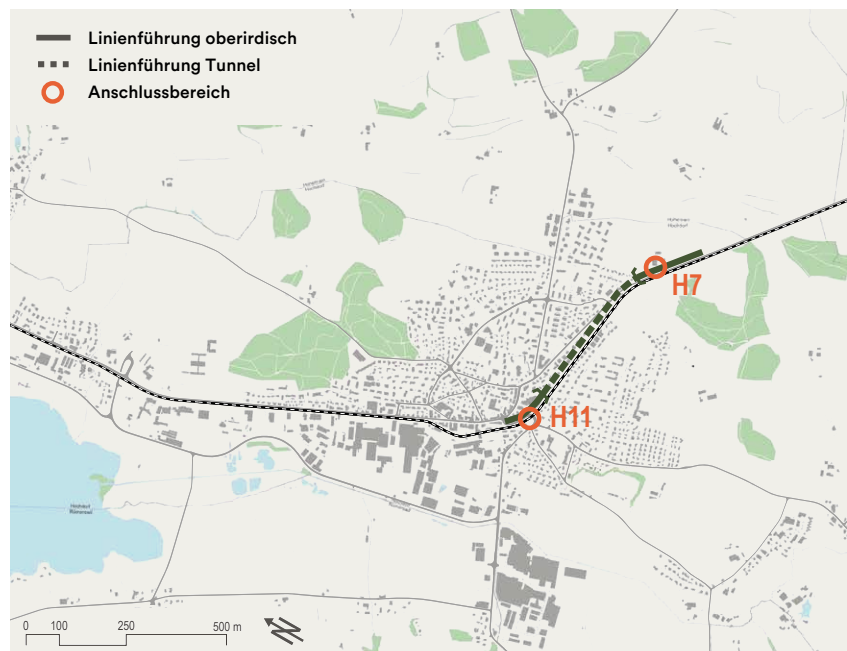 Linienführung oberirdisch
Linienführung Tunnel
Anschlussbereich
H7
H11
0 100 250 500 m